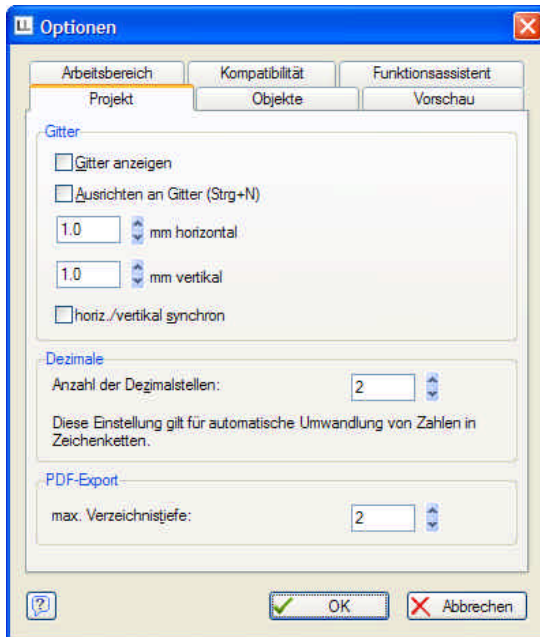 LL Optionen
Arbeitsbereich Kompatibilität Funktionsassistent
Projekt Objekte Vorschau
Gitter
Gitter anzeigen
Ausrichten an Gitter (Strg+N)
1.0 mm horizontal
1.0 mm vertikal
horiz./vertikal synchron
Dezimale
Anzahl der Dezimalstellen: 2
Diese Einstellung gilt für automatische Umwandlung von Zahlen in
Zeichenketten.
PDF-Export
max. Verzeichnistiefe: 2
? OK Abbrechen